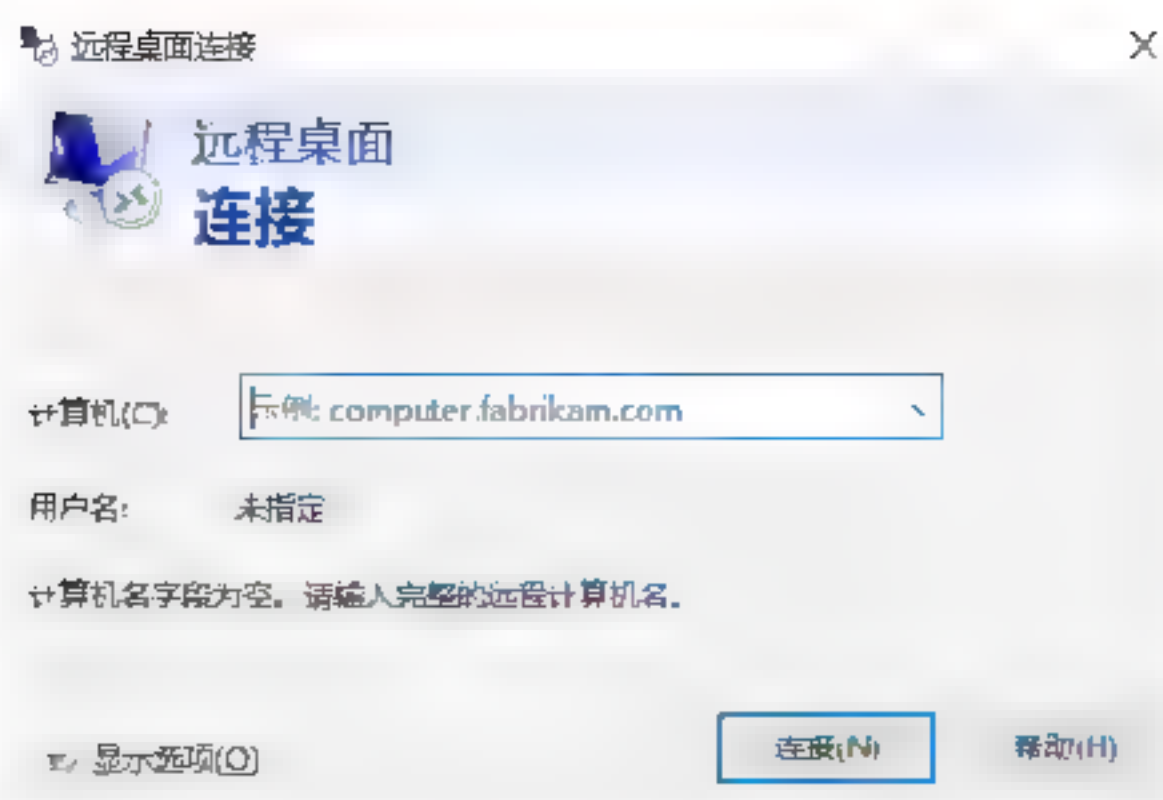 远程桌面连接
远程桌面
连接
计算机(C):
示例: computer.fabrikam.com
用户名:
未指定
计算机名字段为空。请输入完整的远程计算机名。
显示选项(O)
连接(N)
帮助(H)